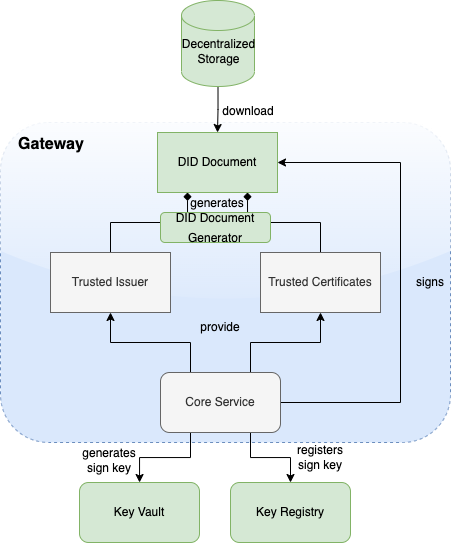 Decentralized
Storage
download
Gateway
DID Document
generates
DID Document
Generator
Trusted Issuer
Trusted Certificates
signs
provide
Core Service
generates
sign key
registers
sign key
Key Vault
Key Registry